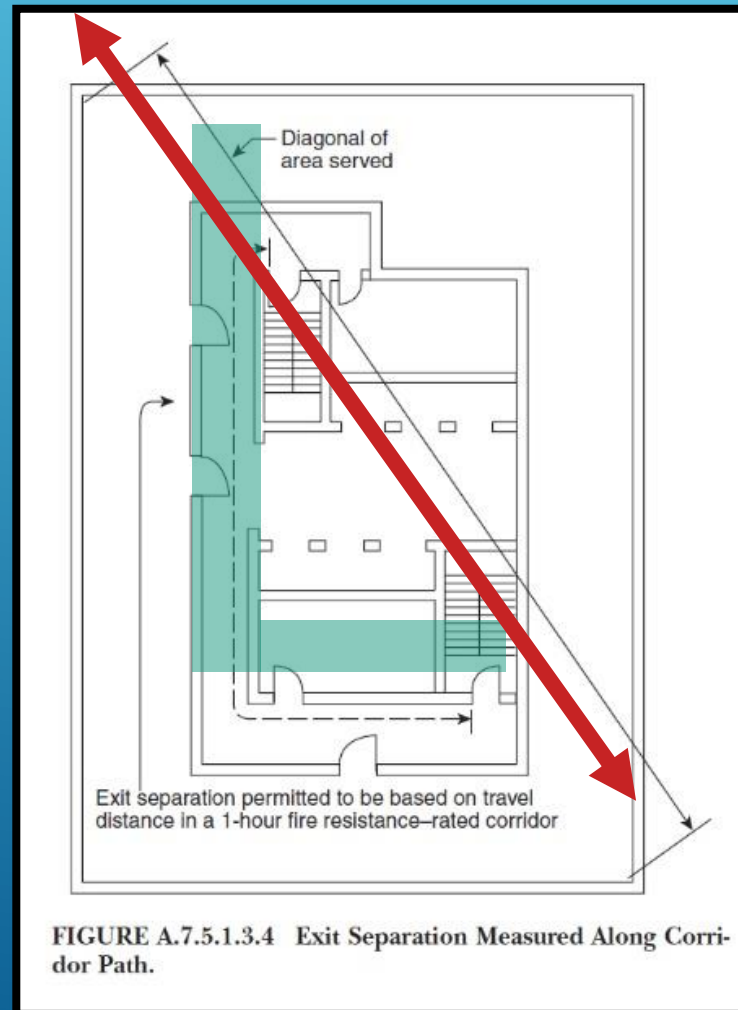 Diagonal of
area served
Exit separation permitted to be based on travel
distance in a 1-hour fire resistance–rated corridor
FIGURE A.7.5.1.3.4 Exit Separation Measured Along Corri-
dor Path.